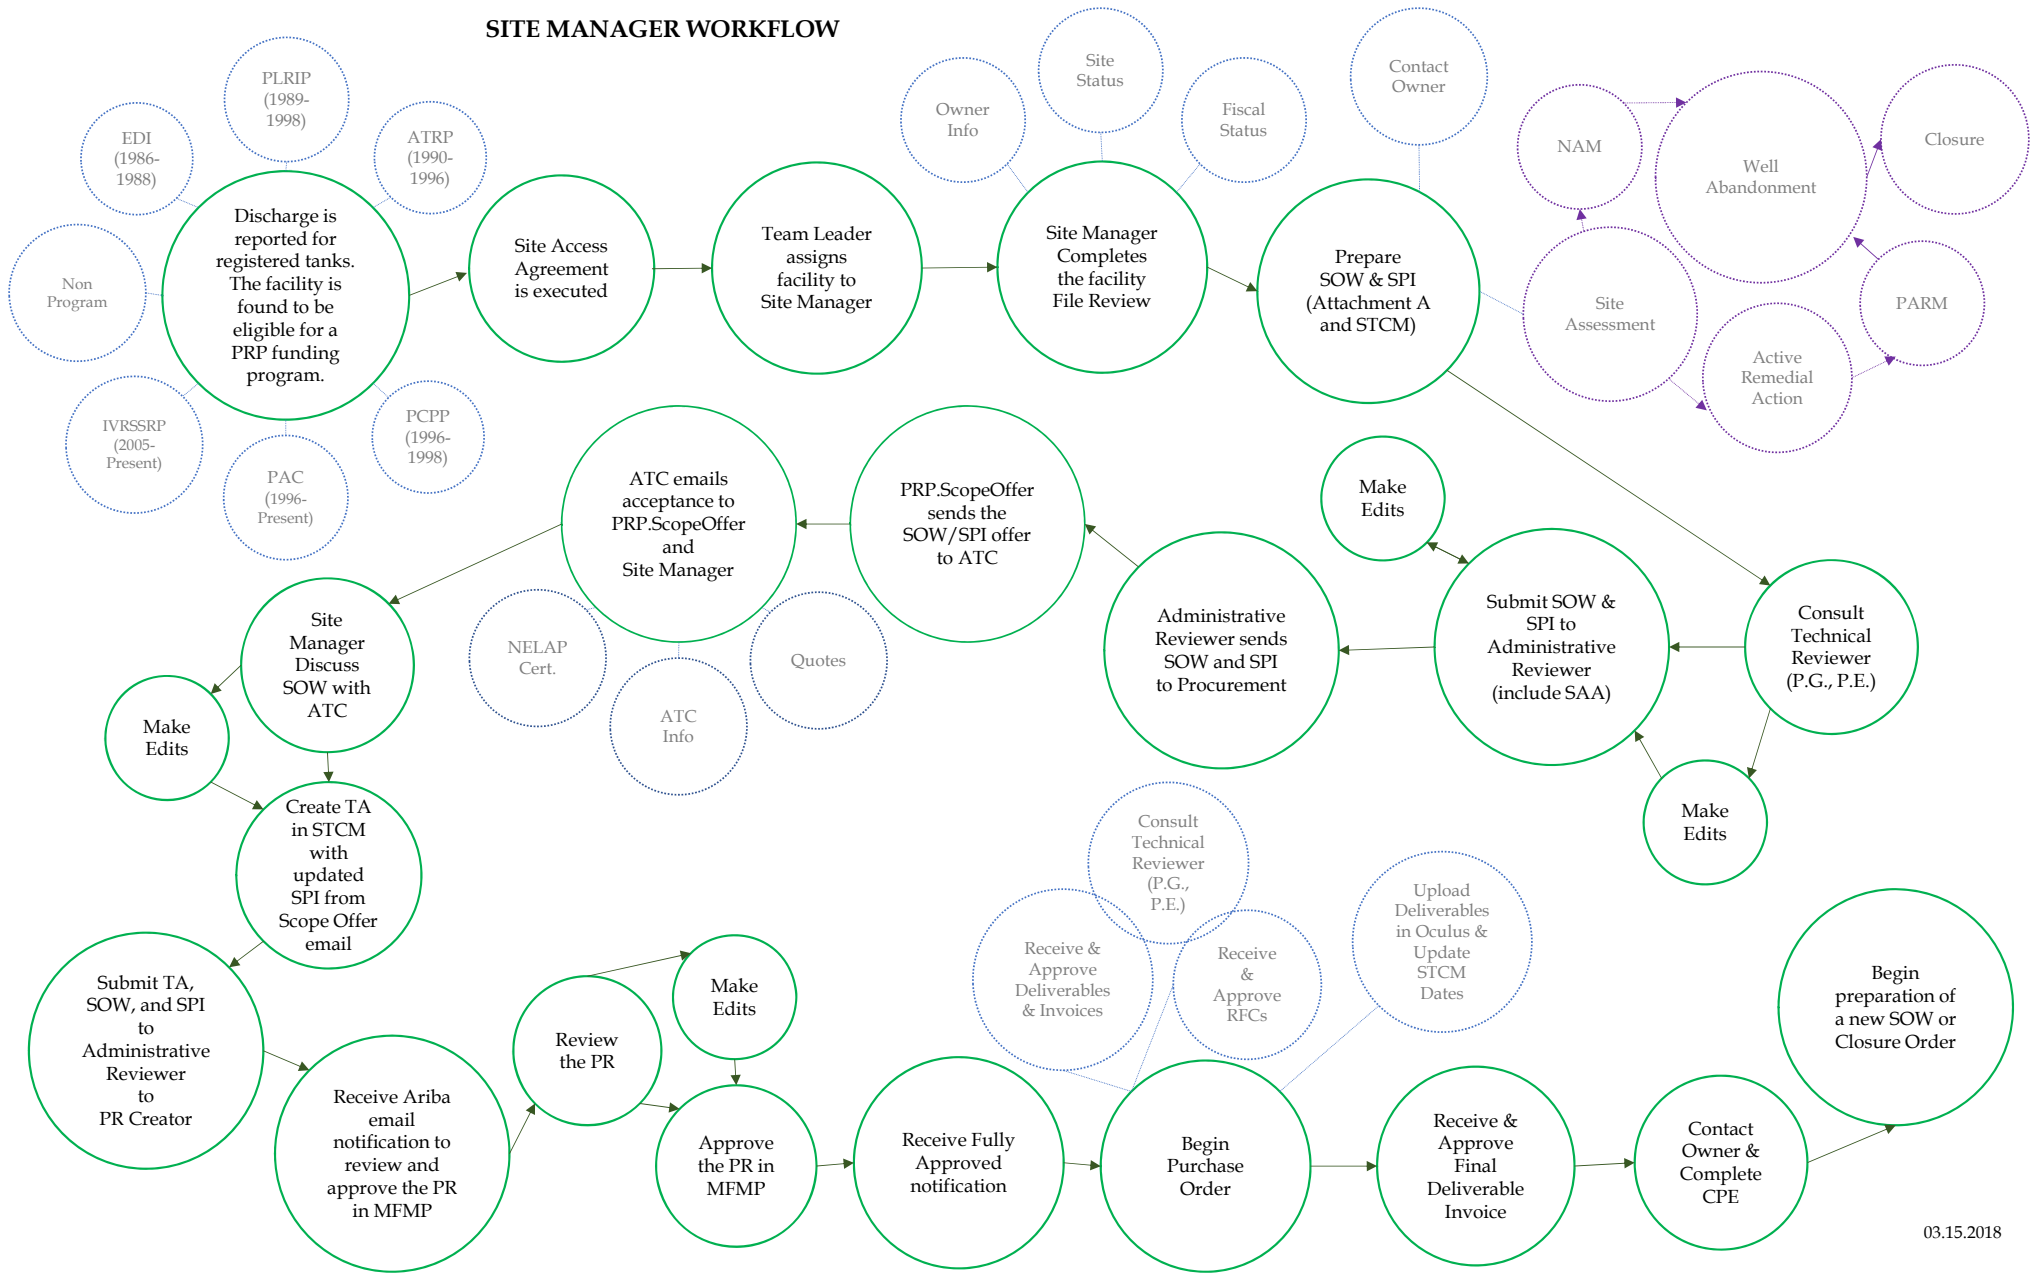 SITE MANAGER WORKFLOW
PLRIP
(1989-
1998)
EDI
(1986-
1988)
ATRP
(1990-
1996)
Non
Program
IVRSSRP
(2005-
Present)
PAC
(1996-
Present)
PCPP
(1996-
1998)
Discharge is
reported for
registered tanks.
The facility is
found to be
eligible for a
PRP funding
program.
Site Access
Agreement
is executed
Team Leader
assigns
facility to
Site Manager
Owner
Info
Site
Status
Fiscal
Status
Site Manager
Completes
the facility
File Review
Contact
Owner
Prepare
SOW & SPI
(Attachment A
and STCM)
NAM
Well
Abandonment
Closure
Site
Assessment
Active
Remedial
Action
PARM
Consult
Technical
Reviewer
(P.G., P.E.)
Make
Edits
Make
Edits
Submit SOW &
SPI to
Administrative
Reviewer
(include SAA)
Administrative
Reviewer sends
SOW and SPI
to Procurement
PRP.ScopeOffer
sends the
SOW/SPI offer
to ATC
ATC emails
acceptance to
PRP.ScopeOffer
and
Site Manager
NELAP
Cert.
ATC
Info
Quotes
Site
Manager
Discuss
SOW with
ATC
Make
Edits
Create TA
in STCM
with
updated
SPI from
Scope Offer
email
Submit TA,
SOW, and SPI
to
Administrative
Reviewer
to
PR Creator
Receive Ariba
email
notification to
review and
approve the PR
in MFMP
Review
the PR
Make
Edits
Approve
the PR in
MFMP
Receive Fully
Approved
notification
Consult
Technical
Reviewer
(P.G.,
P.E.)
Receive &
Approve
Deliverables
& Invoices
Receive
&
Approve
RFCs
Upload
Deliverables
in Oculus &
Update
STCM
Dates
Begin
Purchase
Order
Receive &
Approve
Final
Deliverable
Invoice
Contact
Owner &
Complete
CPE
Begin
preparation of
a new SOW or
Closure Order
03.15.2018